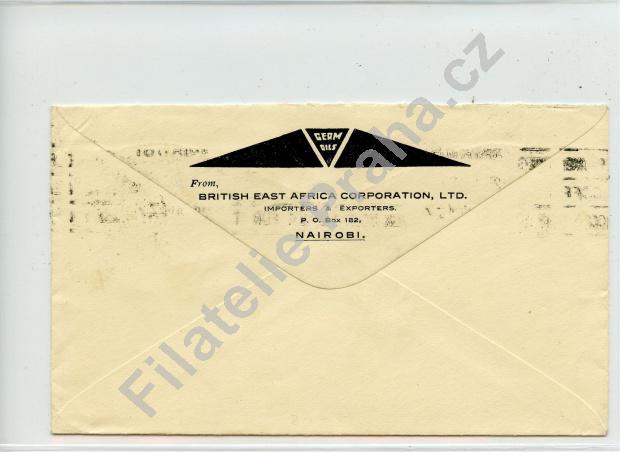 GERM
OILS
From,
BRITISH EAST AFRICA CORPORATION, LTD.
IMPORTERS & EXPORTERS.
P. O. Box 182,
NAIROBI.
Filatelie-Praha.cz